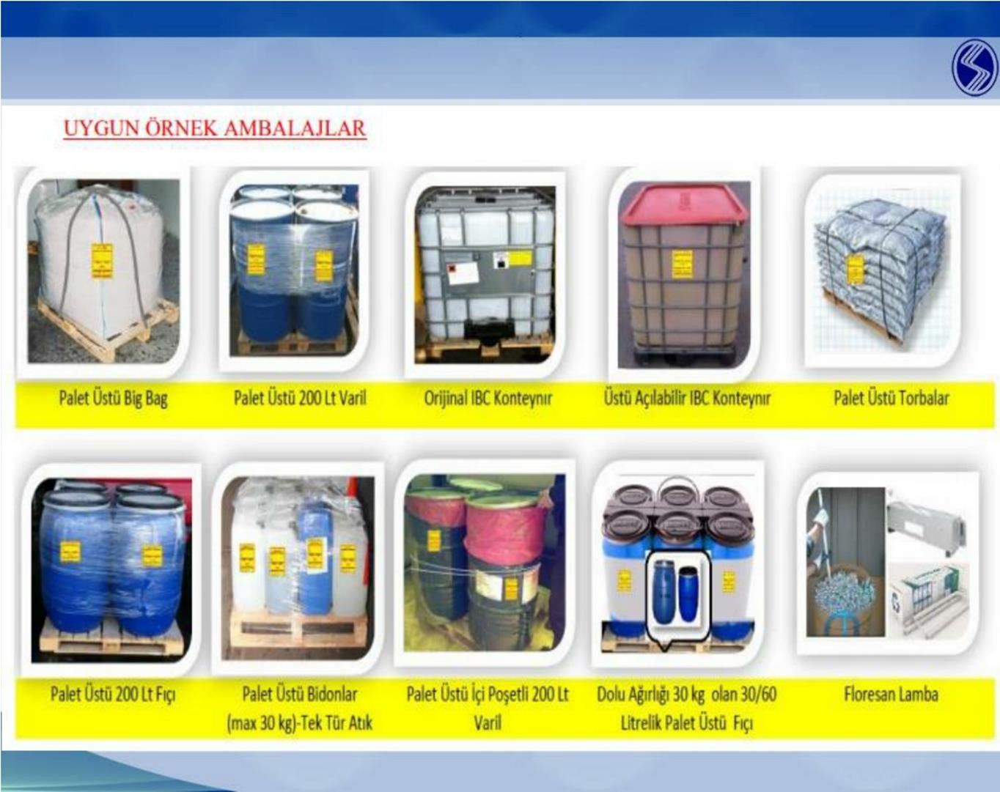 UYGUN ÖRNEK AMBALAJLAR
Palet Üstü Big Bag
Palet Üstü 200 Lt Varil
Orijinal IBC Konteynır
Üstü Açılabilir IBC Konteynır
Palet Üstü Torbalar
Palet Üstü 200 Lt Fıçı
Palet Üstü Bidonlar
(max 30 kg)-Tek Tür Atık
Palet Üstü İçi Poşetli 200 Lt
Varil
Dolu Ağırlığı 30 kg olan 30/60
Litrelik Palet Üstü Fıçı
Floresan Lamba